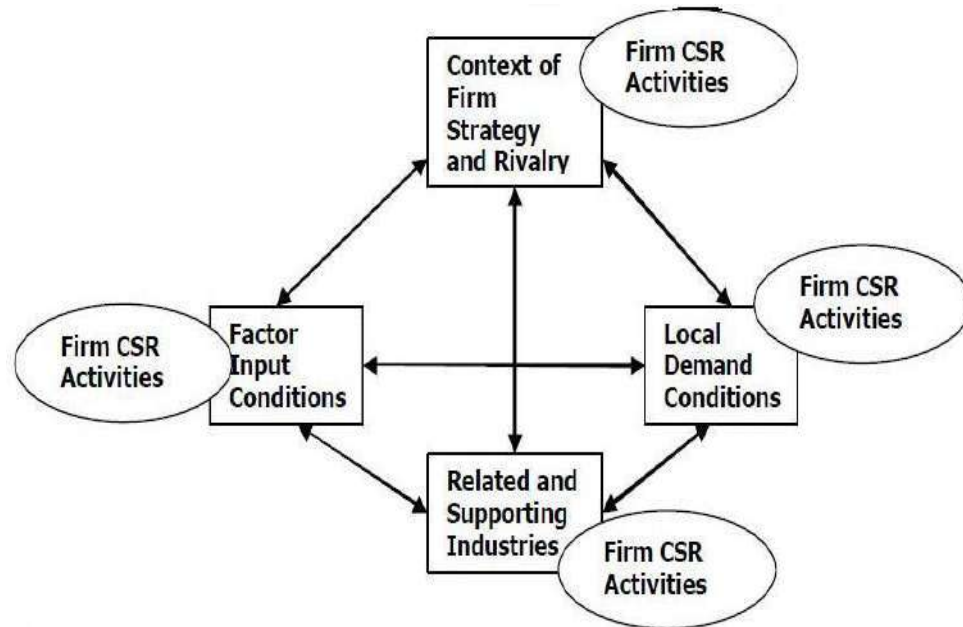 Context of
Firm
Strategy
and Rivalry
Firm CSR
Activities
Firm CSR
Activities
Factor
Input
Conditions
Local
Demand
Conditions
Firm CSR
Activities
Related and
Supporting
Industries
Firm CSR
Activities